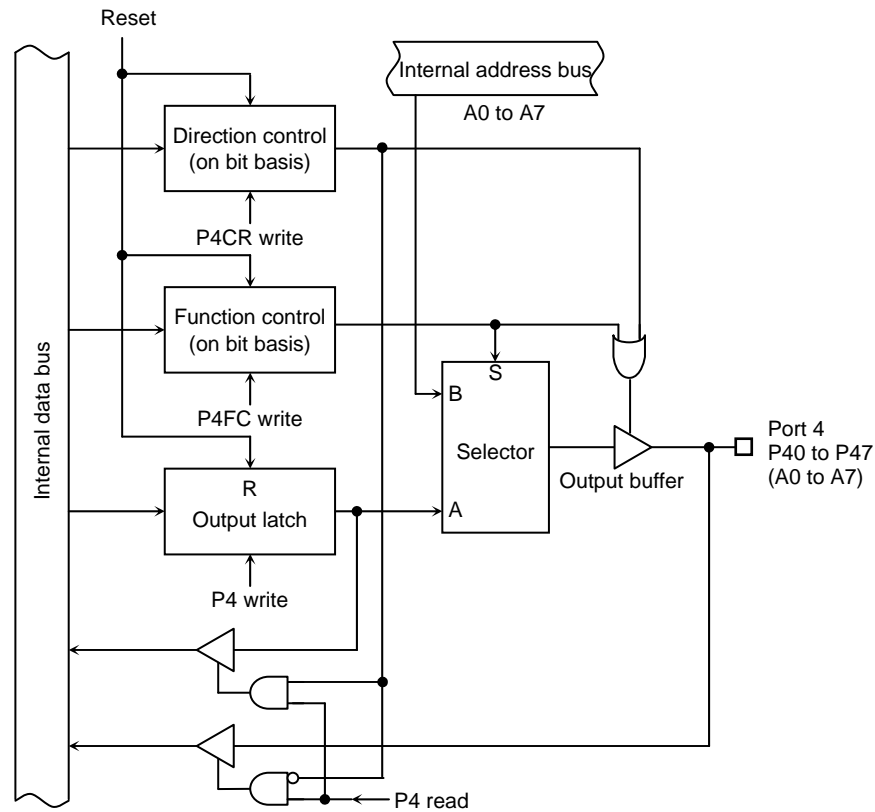 Reset
Internal address bus
A0 to A7
Direction control
(on bit basis)
P4CR write
Function control
(on bit basis)
P4FC write
Internal data bus
S
B
Selector
A
Output buffer
Port 4
P40 to P47
(A0 to A7)
R
Output latch
P4 write
P4 read